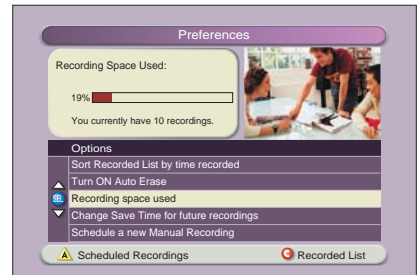 Preferences
Recording Space Used:
19%
You currently have 10 recordings.
Options
Sort Recorded List by time recorded
Turn ON Auto Erase
SEL Recording space used
Change Save Time for future recordings
Schedule a new Manual Recording
A Scheduled Recordings C Recorded List